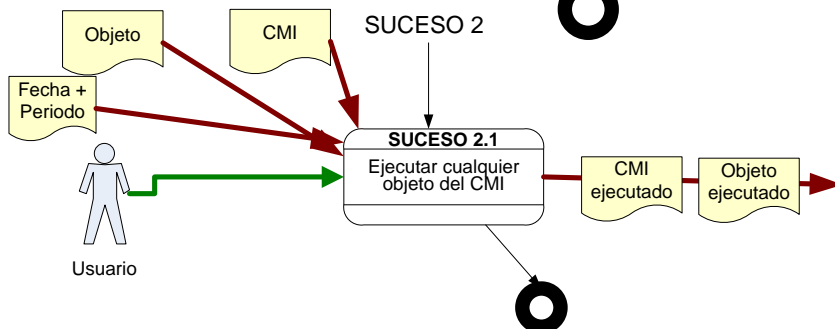 Objeto
CMI
SUCESO 2
Fecha +
Periodo
SUCESO 2.1
Ejecutar cualquier
objeto del CMI
CMI
ejecutado
Objeto
ejecutado
Usuario